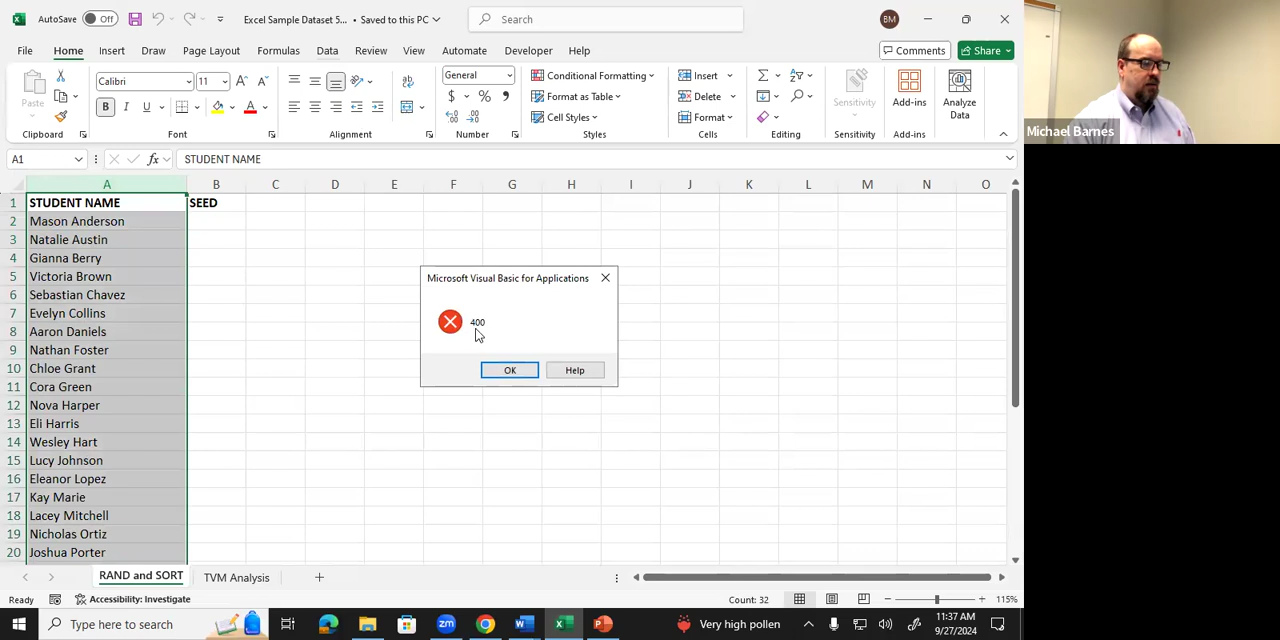 AutoSave Off Excel Sample Dataset 5... • Saved to this PC Search BM
File Home Insert Draw Page Layout Formulas Data Review View Automate Developer Help Comments Share
Paste Calibri 11 B I U A General $ % 9 Conditional Formatting Format as Table Cell Styles Insert Delete Format Sensitivity Add-ins Analyze Data
Clipboard Font Alignment Number Styles Cells Editing Sensitivity Add-ins
A1 fx STUDENT NAME
A B C D E F G H I J K L M N O
1 STUDENT NAME SEED
2 Mason Anderson
3 Natalie Austin
4 Gianna Berry
5 Victoria Brown
6 Sebastian Chavez
7 Evelyn Collins
8 Aaron Daniels
9 Nathan Foster
10 Chloe Grant
11 Cora Green
12 Nova Harper
13 Eli Harris
14 Wesley Hart
15 Lucy Johnson
16 Eleanor Lopez
17 Kay Marie
18 Lacey Mitchell
19 Nicholas Ortiz
20 Joshua Porter
Microsoft Visual Basic for Applications
400
OK Help
RAND and SORT TVM Analysis
Ready Accessibility: Investigate Count: 32 115%
Type here to search Very high pollen 11:37 AM
9/27/2024
Michael Barnes